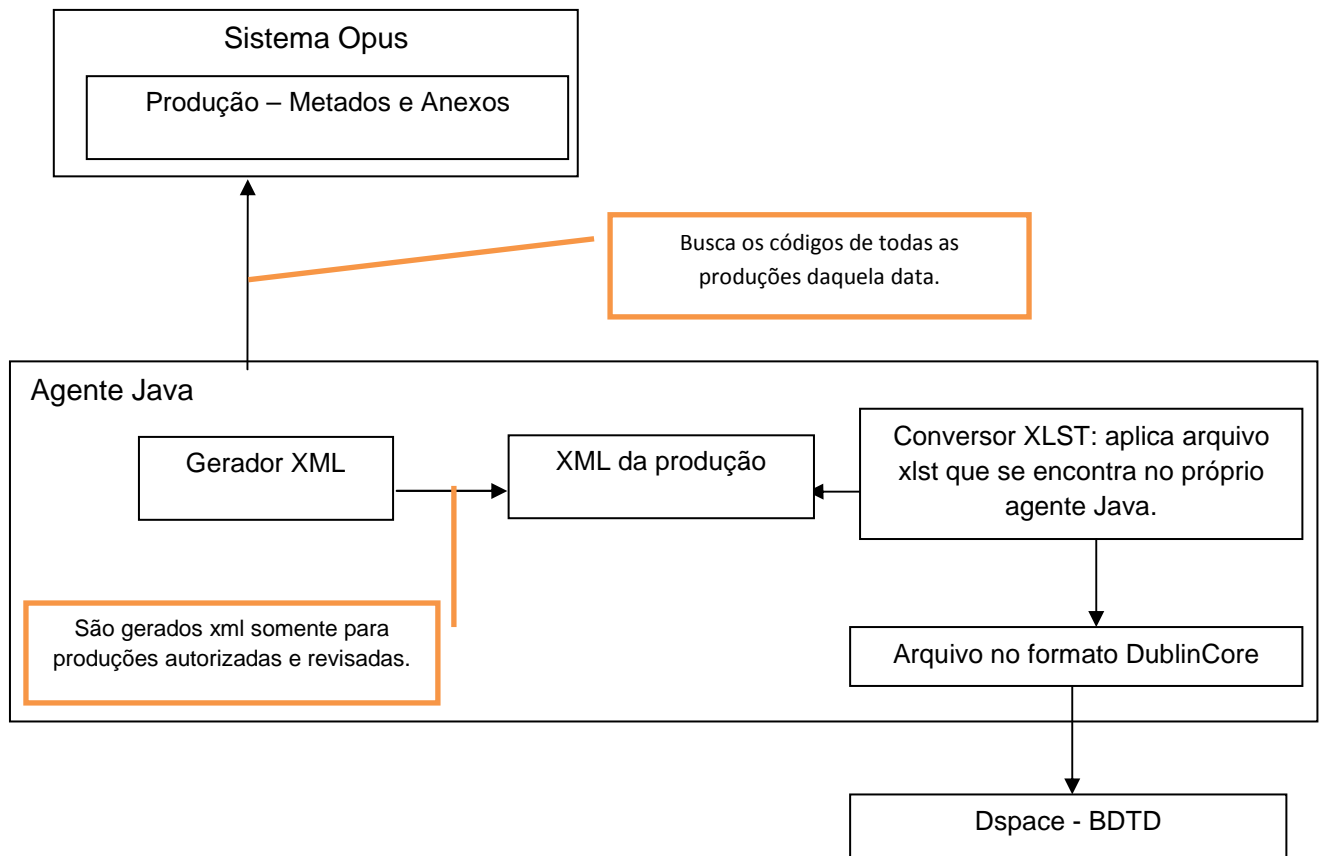 Sistema Opus
Produção – Metados e Anexos
Busca os códigos de todas as
produções daquela data.
Agente Java
Gerador XML
XML da produção
Conversor XLST: aplica arquivo
xlst que se encontra no próprio
agente Java.
São gerados xml somente para
produções autorizadas e revisadas.
Arquivo no formato DublinCore
Dspace - BDTD